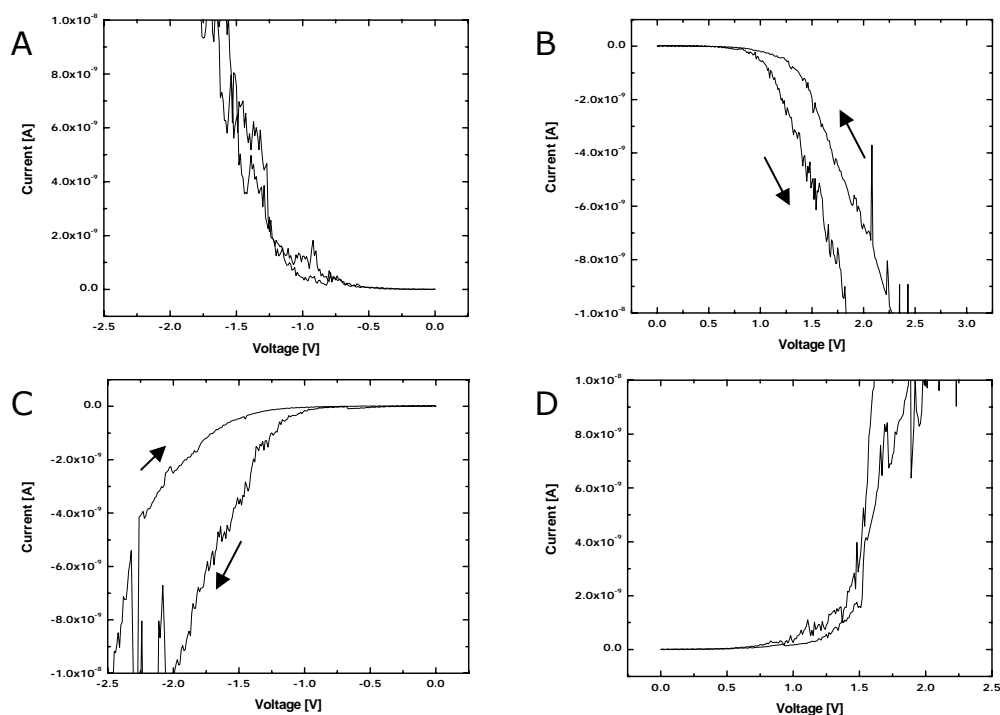 A
Current [A]
1.0x10⁻⁸
8.0x10⁻⁹
6.0x10⁻⁹
4.0x10⁻⁹
2.0x10⁻⁹
0.0
-2.5 -2.0 -1.5 -1.0 -0.5 0.0
Voltage [V]
B
Current [A]
0.0
-2.0x10⁻⁹
-4.0x10⁻⁹
-6.0x10⁻⁹
-8.0x10⁻⁹
-1.0x10⁻⁸
0.0 0.5 1.0 1.5 2.0 2.5 3.0
Voltage [V]
C
Current [A]
0.0
-2.0x10⁻⁹
-4.0x10⁻⁹
-6.0x10⁻⁹
-8.0x10⁻⁹
-1.0x10⁻⁸
-2.5 -2.0 -1.5 -1.0 -0.5 0.0
Voltage [V]
D
Current [A]
1.0x10⁻⁸
8.0x10⁻⁹
6.0x10⁻⁹
4.0x10⁻⁹
2.0x10⁻⁹
0.0
0.0 0.5 1.0 1.5 2.0 2.5
Voltage [V]